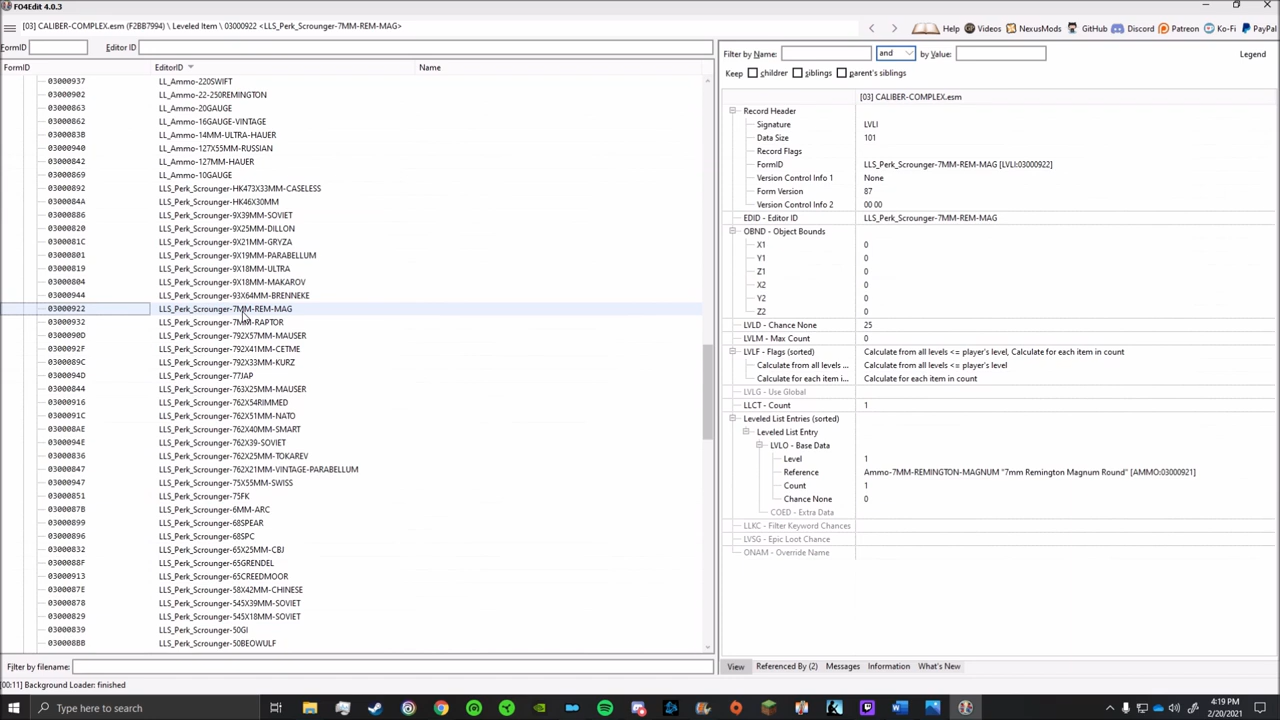 FO4Edit 4.0.3
[03] CALIBER-COMPLEX.esm (F2BB7994) \ Leveled Item \ 03000922 <LLS_Perk_Scrounger-7MM-REM-MAG>
Help Videos NexusMods GitHub Discord Patreon Ko-Fi PayPal
FormID Editor ID
Filter by Name: and by Value: Legend
FormID EditorID Name
Keep children siblings parent's siblings
03000937 LL_Ammo-220SWIFT
03000902 LL_Ammo-22-250REMINGTON
03000863 LL_Ammo-20GAUGE
03000862 LL_Ammo-16GAUGE-VINTAGE
0300083B LL_Ammo-14MM-ULTRA-HAUER
03000940 LL_Ammo-127X55MM-RUSSIAN
03000842 LL_Ammo-127MM-HAUER
03000869 LL_Ammo-10GAUGE
03000892 LLS_Perk_Scrounger-HK473X33MM-CASELESS
0300084A LLS_Perk_Scrounger-HK46X30MM
03000886 LLS_Perk_Scrounger-9X39MM-SOVIET
03000820 LLS_Perk_Scrounger-9X25MM-DILLON
0300081C LLS_Perk_Scrounger-9X21MM-GRYZA
03000801 LLS_Perk_Scrounger-9X19MM-PARABELLUM
03000819 LLS_Perk_Scrounger-9X18MM-ULTRA
03000804 LLS_Perk_Scrounger-9X18MM-MAKAROV
03000944 LLS_Perk_Scrounger-93X64MM-BRENNEKE
03000922 LLS_Perk_Scrounger-7MM-REM-MAG
03000932 LLS_Perk_Scrounger-7MM-RAPTOR
0300090D LLS_Perk_Scrounger-792X57MM-MAUSER
0300092F LLS_Perk_Scrounger-792X41MM-CETME
0300089C LLS_Perk_Scrounger-792X33MM-KURZ
0300094D LLS_Perk_Scrounger-77JAP
03000844 LLS_Perk_Scrounger-763X25MM-MAUSER
0300091F LLS_Perk_Scrounger-762X54RIMMED
0300091C LLS_Perk_Scrounger-762X51MM-NATO
030008AE LLS_Perk_Scrounger-762X40MM-SMART
0300094E LLS_Perk_Scrounger-762X39-SOVIET
03000836 LLS_Perk_Scrounger-762X25MM-TOKAREV
03000847 LLS_Perk_Scrounger-762X21MM-VINTAGE-PARABELLUM
03000947 LLS_Perk_Scrounger-75X55MM-SWISS
03000851 LLS_Perk_Scrounger-75FK
0300087B LLS_Perk_Scrounger-6MM-ARC
03000899 LLS_Perk_Scrounger-68SPEAR
03000896 LLS_Perk_Scrounger-68SPC
03000832 LLS_Perk_Scrounger-65X25MM-CBJ
0300088F LLS_Perk_Scrounger-65GRENDEL
03000913 LLS_Perk_Scrounger-65CREEDMOOR
0300087E LLS_Perk_Scrounger-58X42MM-CHINESE
03000878 LLS_Perk_Scrounger-545X39MM-SOVIET
03000829 LLS_Perk_Scrounger-545X18MM-SOVIET
03000839 LLS_Perk_Scrounger-50GI
030008BB LLS_Perk_Scrounger-50BEOWULF
[03] CALIBER-COMPLEX.esm
Record Header
Signature LVLI
Data Size 101
Record Flags
FormID LLS_Perk_Scrounger-7MM-REM-MAG [LVLI:03000922]
Version Control Info 1 None
Form Version 87
Version Control Info 2 00 00
EDID - Editor ID LLS_Perk_Scrounger-7MM-REM-MAG
OBND - Object Bounds
X1 0
Y1 0
Z1 0
X2 0
Y2 0
Z2 0
LVLD - Chance None 25
LVLM - Max Count 0
LVLF - Flags (sorted) Calculate from all levels <= player's level, Calculate for each item in count
Calculate from all levels ... Calculate from all levels <= player's level
Calculate for each item i... Calculate for each item in count
LVLG - Use Global
LLCT - Count 1
Leveled List Entries (sorted)
Leveled List Entry
LVLO - Base Data
Level 1
Reference Ammo-7MM-REMINGTON-MAGNUM "7mm Remington Magnum Round" [AMMO:03000921]
Count 1
Chance None 0
COED - Extra Data
LLKC - Filter Keyword Chances
LVSG - Epic Loot Chance
ONAM - Override Name
Filter by filename:
View Referenced By (2) Messages Information What's New
[00:11] Background Loader: finished
Type here to search
4:19 PM
2/20/2021